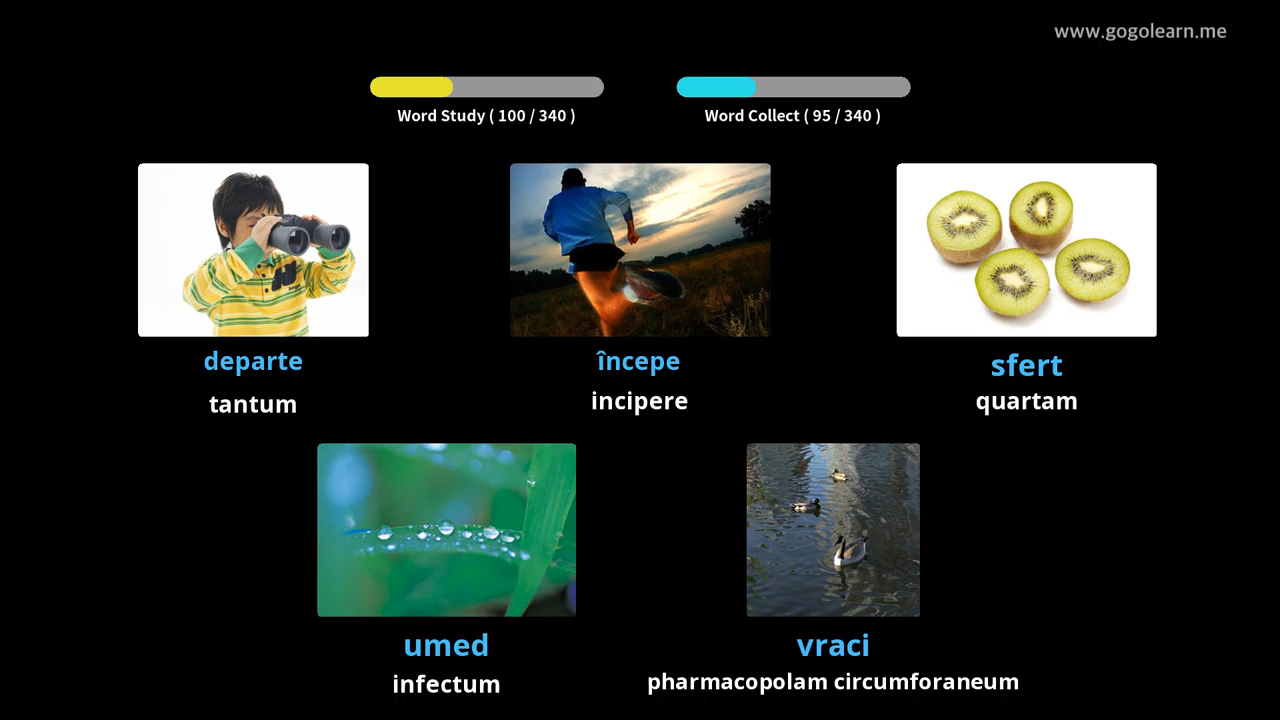 www.gogolearn.me
Word Study ( 100 / 340 )
Word Collect ( 95 / 340 )
departe
tantum
începe
incipere
sfert
quartam
umed
infectum
vraci
pharmacopolam circumforaneum